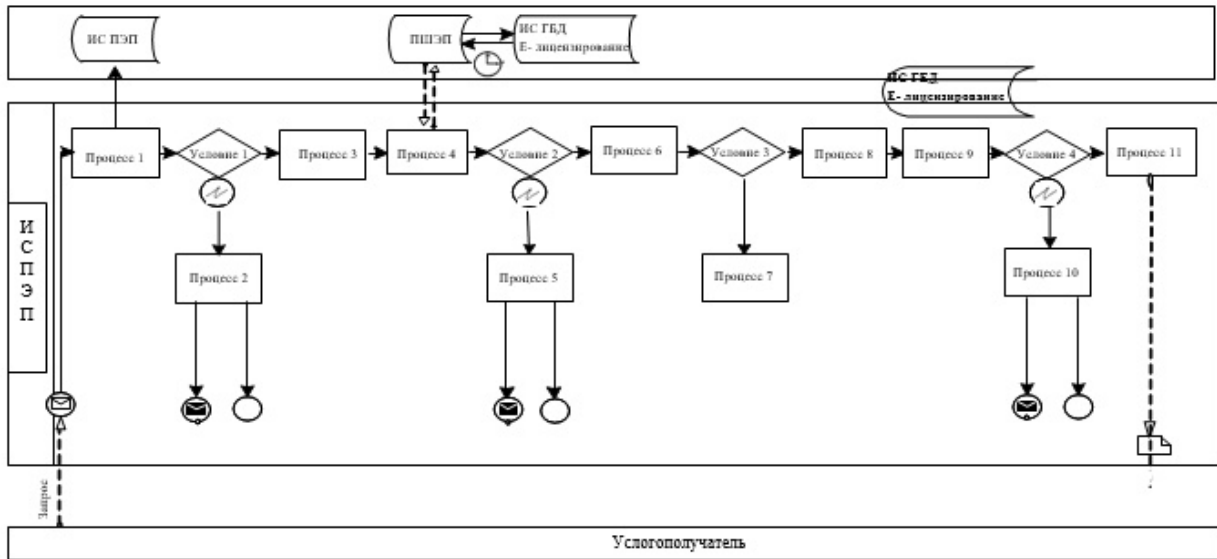 ИС ПЭП
ПШЭП
ИС ГБД
Е- лицензирование
ИС ГБД
Е- лицензирование
Процесс 1
Условие 1
Процесс 3
Процесс 4
Условие 2
Процесс 6
Условие 3
Процесс 8
Процесс 9
Условие 4
Процесс 11
И
С
П
Э
П
Процесс 2
Процесс 5
Процесс 7
Процесс 10
Запрос
Услогополучатель